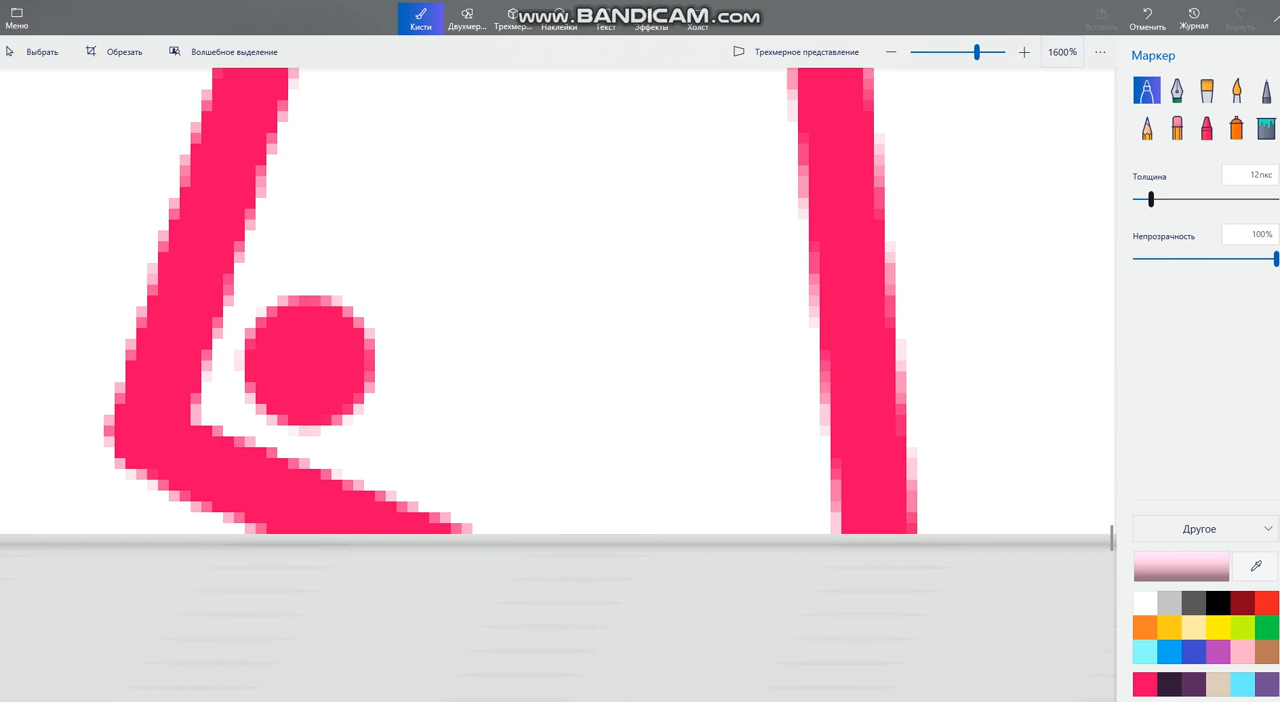 www.BANDICAM.com
Меню
Кисти
Двухмер...
Трехмер...
Наклейки
Текст
Эффекты
Холст
Вставить
Отменить
Журнал
Вернуть
Выбрать
Обрезать
Волшебное выделение
Трехмерное представление
1600%
Маркер
Толщина
12пкс
Непрозрачность
100%
Другое